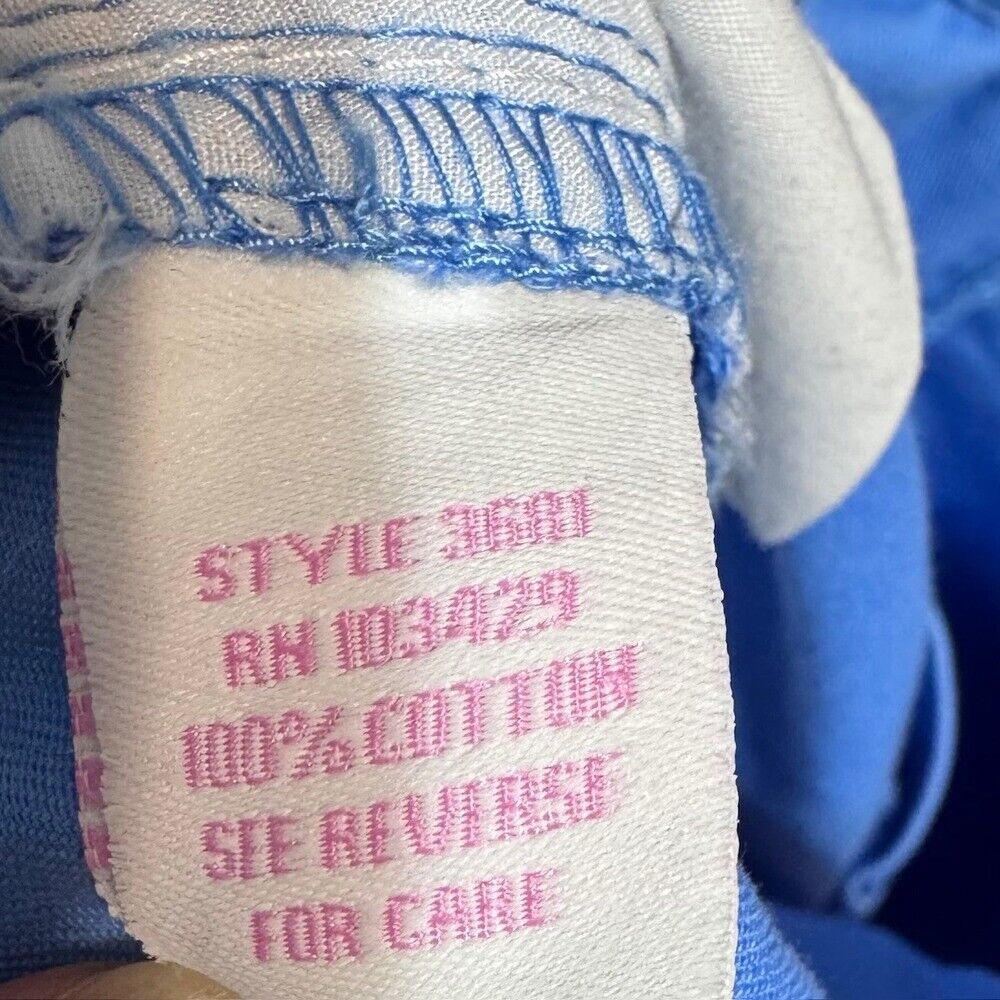 STYLE 3681
RN 103429
100% COTTON
SEE REVERSE
FOR CARE